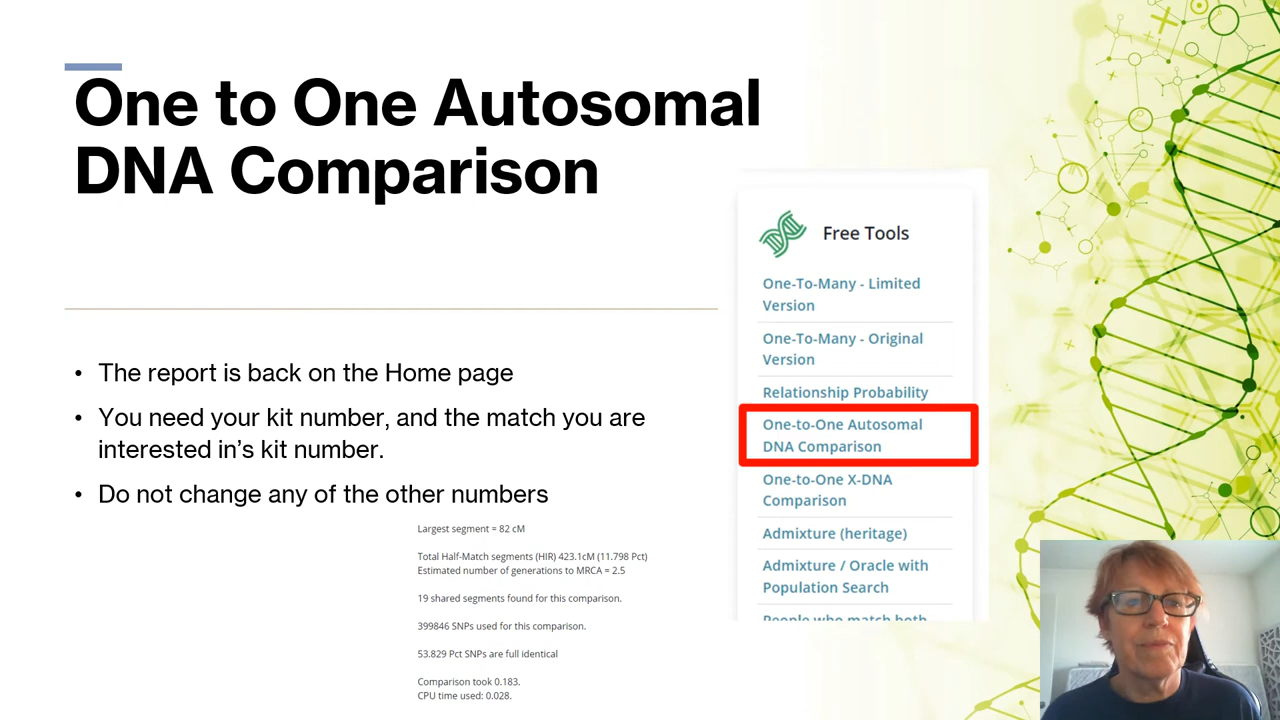 One to One Autosomal
DNA Comparison
Free Tools
One-To-Many - Limited
Version
One-To-Many - Original
Version
Relationship Probability
One-to-One Autosomal
DNA Comparison
One-to-One X-DNA
Comparison
Admixture (heritage)
Admixture / Oracle with
Population Search
People who match both
• The report is back on the Home page
• You need your kit number, and the match you are
interested in’s kit number.
• Do not change any of the other numbers
Largest segment = 82 cM
Total Half-Match segments (HIR) 423.1cM (11.798 Pct)
Estimated number of generations to MRCA = 2.5
19 shared segments found for this comparison.
399846 SNPs used for this comparison.
53.829 Pct SNPs are full identical
Comparison took 0.183.
CPU time used: 0.028.